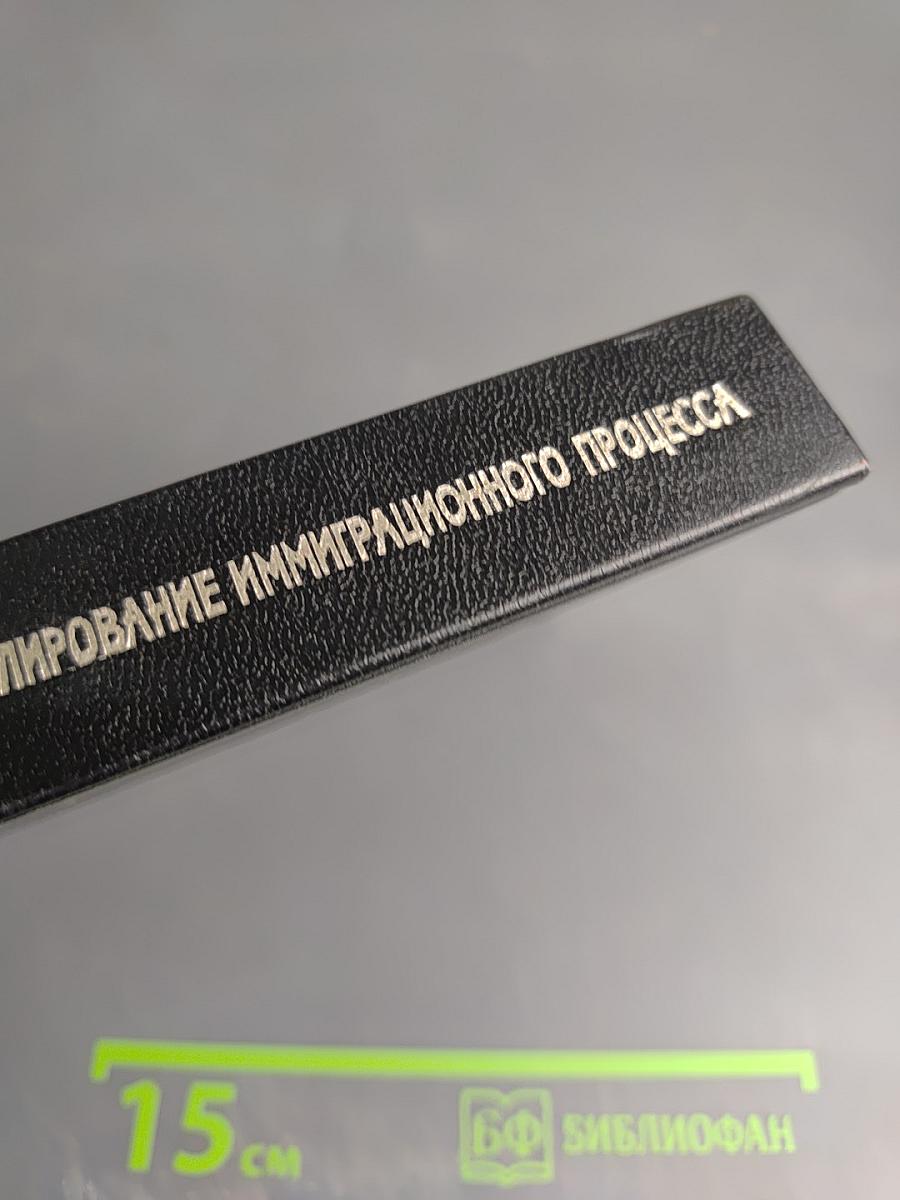 ЛИРОВАНИЕ ИММИГРАЦИОННОГО ПРОЦЕССА
15 см
БФ БИБЛИОФАН